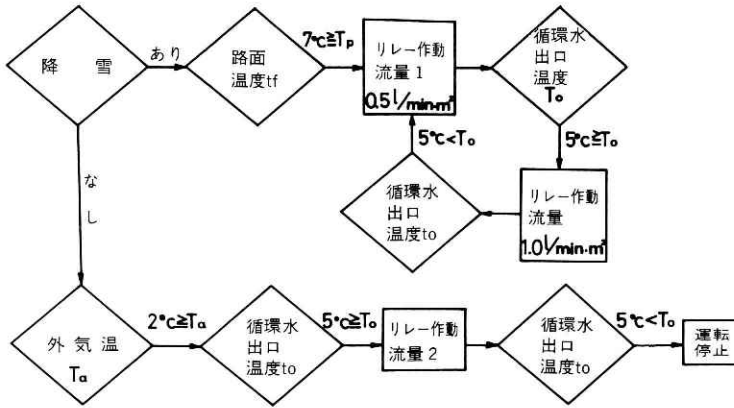 降 雪
あり
路面
温度tf
7℃≧Tp
リレー作動
流量1
0.5l/min·m²
循環水
出口
温度
To
5℃≧To
リレー作動
流量
1.0l/min·m²
循環水
出口
温度to
5℃<To
なし
外気温
Ta
2℃≧Ta
循環水
出口
温度to
5℃≧To
リレー作動
流量2
循環水
出口
温度to
5℃<To
運転
停止